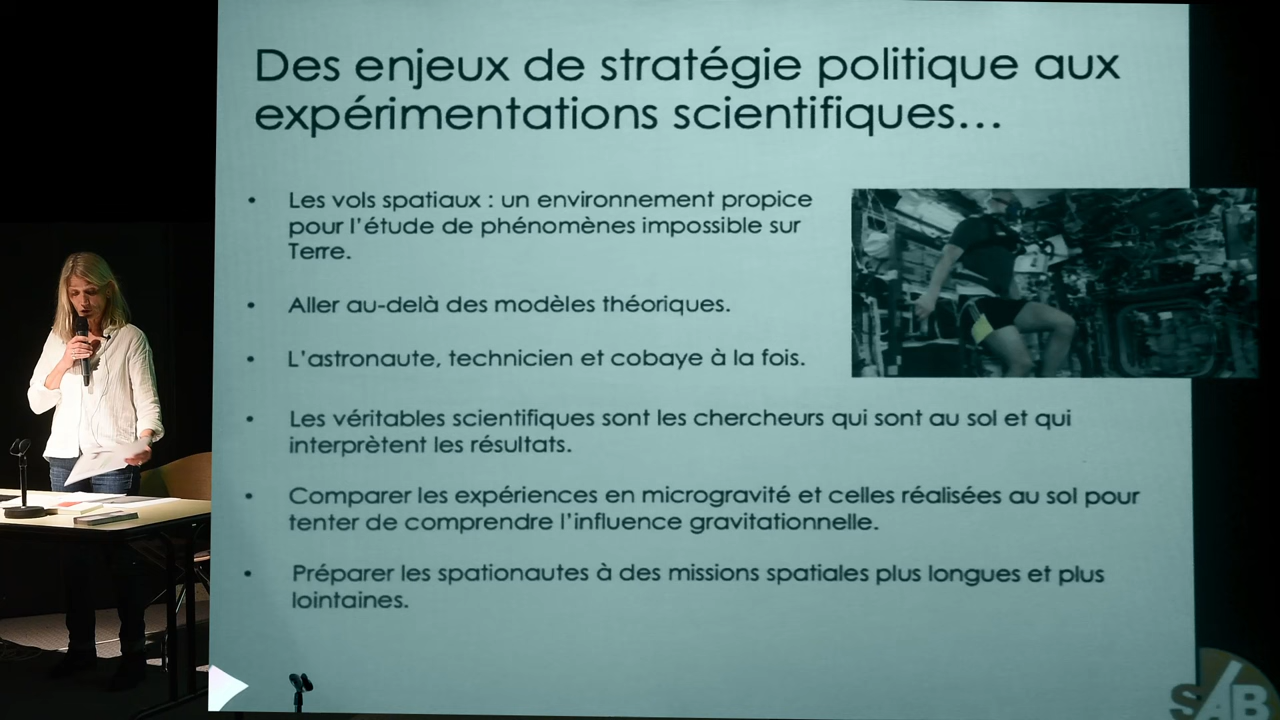 Des enjeux de stratégie politique aux
expérimentations scientifiques...
• Les vols spatiaux : un environnement propice
pour l'étude de phénomènes impossible sur
Terre.
• Aller au-delà des modèles théoriques.
• L'astronaute, technicien et cobaye à la fois.
• Les véritables scientifiques sont les chercheurs qui sont au sol et qui
interprètent les résultats.
• Comparer les expériences en microgravité et celles réalisées au sol pour
tenter de comprendre l'influence gravitationnelle.
• Préparer les spationautes à des missions spatiales plus longues et plus
lointaines.
SAB